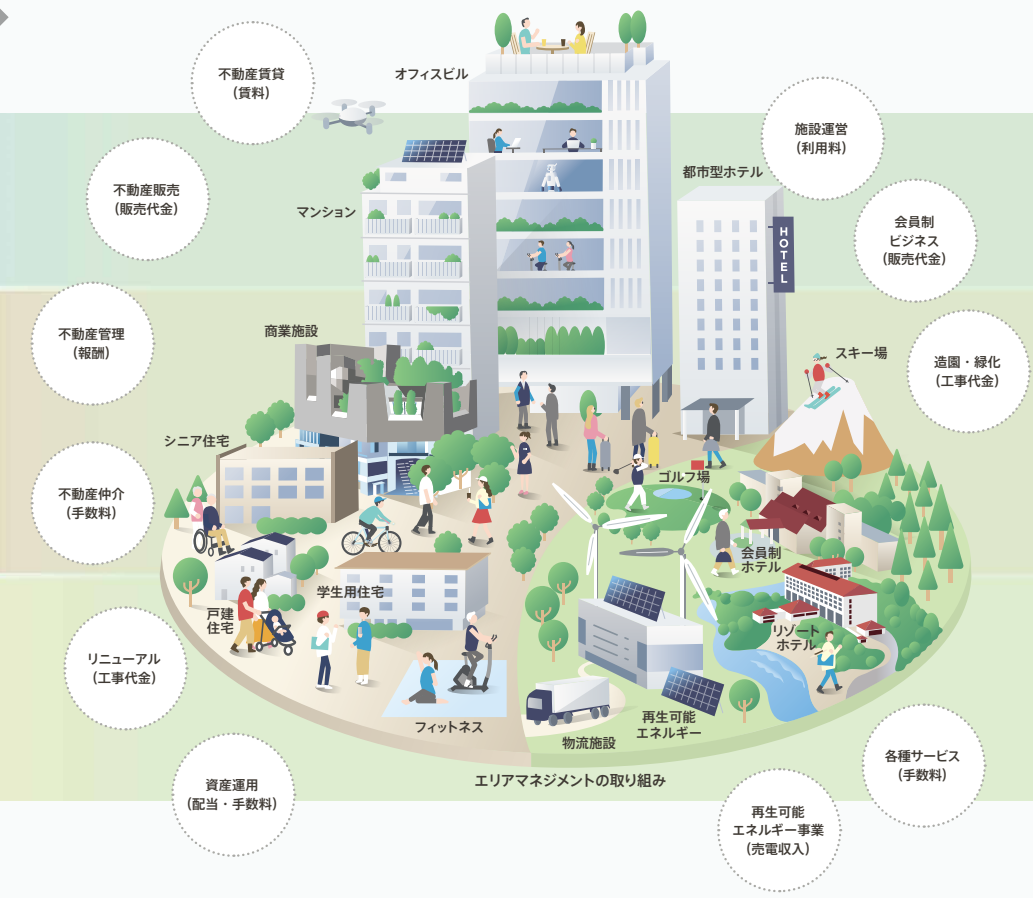 不動産賃貸
(賃料)
オフィスビル
施設運営
(利用料)
都市型ホテル
不動産販売
(販売代金)
マンション
会員制
ビジネス
(販売代金)
HOTEL
不動産管理
(報酬)
商業施設
スキー場
造園・緑化
(工事代金)
シニア住宅
ゴルフ場
不動産仲介
(手数料)
会員制
ホテル
学生用住宅
戸建
住宅
リゾート
ホテル
リニューアル
(工事代金)
フィットネス
再生可能
エネルギー
物流施設
エリアマネジメントの取り組み
各種サービス
(手数料)
資産運用
(配当・手数料)
再生可能
エネルギー事業
(売電収入)